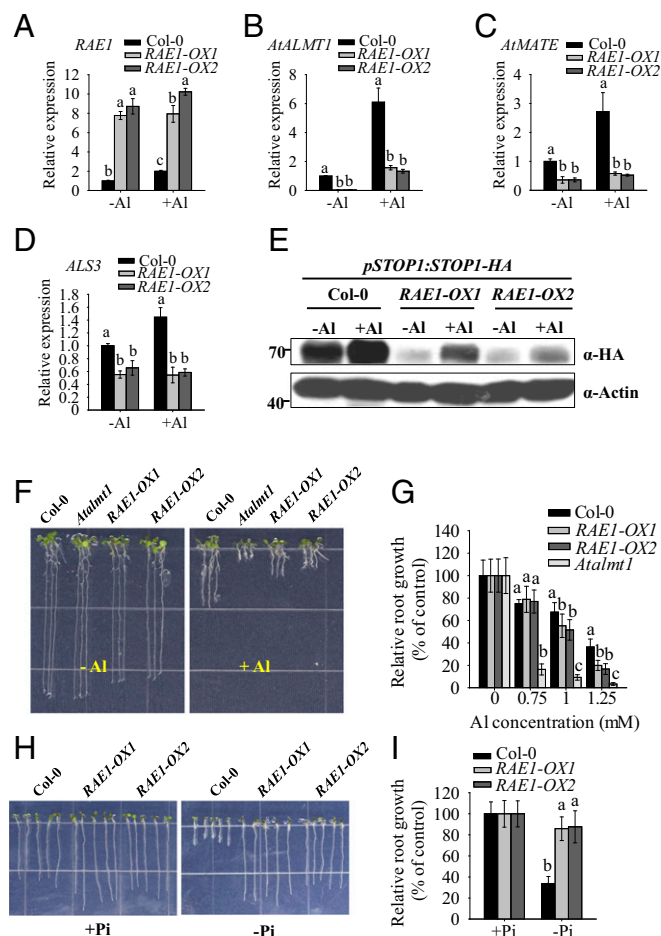 A
RAE1
Col-0
RAE1-OX1
RAE1-OX2
Relative expression
12
10
8
6
4
2
0
b
a
a
c
b
a
-Al
+Al
B
AtALMT1
Col-0
RAE1-OX1
RAE1-OX2
Relative expression
8
6
4
2
0
a
b
b
a
b
b
-Al
+Al
C
AtMATE
Col-0
RAE1-OX1
RAE1-OX2
Relative expression
4
3
2
1
0
a
b
b
a
b
b
-Al
+Al
D
ALS3
Col-0
RAE1-OX1
RAE1-OX2
Relative expression
1.8
1.6
1.4
1.2
1.0
0.8
0.6
0.4
0.2
0.0
a
b
b
a
b
b
-Al
+Al
E
pSTOP1:STOP1-HA
Col-0 RAE1-OX1 RAE1-OX2
-Al +Al -Al +Al -Al +Al
70
α-HA
40
α-Actin
F
Col-0 Atalmt1 RAE1-OX1 RAE1-OX2
Col-0 Atalmt1 RAE1-OX1 RAE1-OX2
- Al
+ Al
G
Col-0
RAE1-OX1
RAE1-OX2
Atalmt1
Relative root growth
(% of control)
140
120
100
80
60
40
20
0
a a a b
a b b c
a b b c
0 0.75 1 1.25
Al concentration (mM)
H
Col-0 RAE1-OX1 RAE1-OX2
Col-0 RAE1-OX1 RAE1-OX2
+Pi
-Pi
I
Col-0
RAE1-OX1
RAE1-OX2
Relative root growth
(% of control)
120
100
80
60
40
20
0
b
a
a
+Pi
-Pi